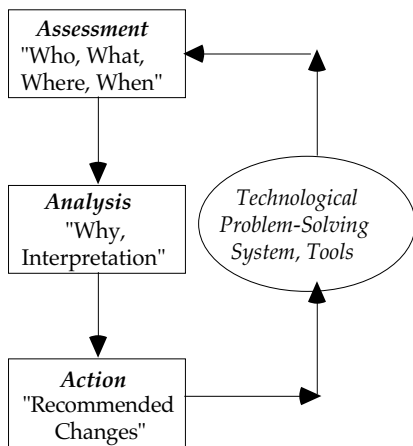 Assessment
"Who, What,
Where, When"
Analysis
"Why,
Interpretation"
Action
"Recommended
Changes"
Technological
Problem-Solving
System, Tools